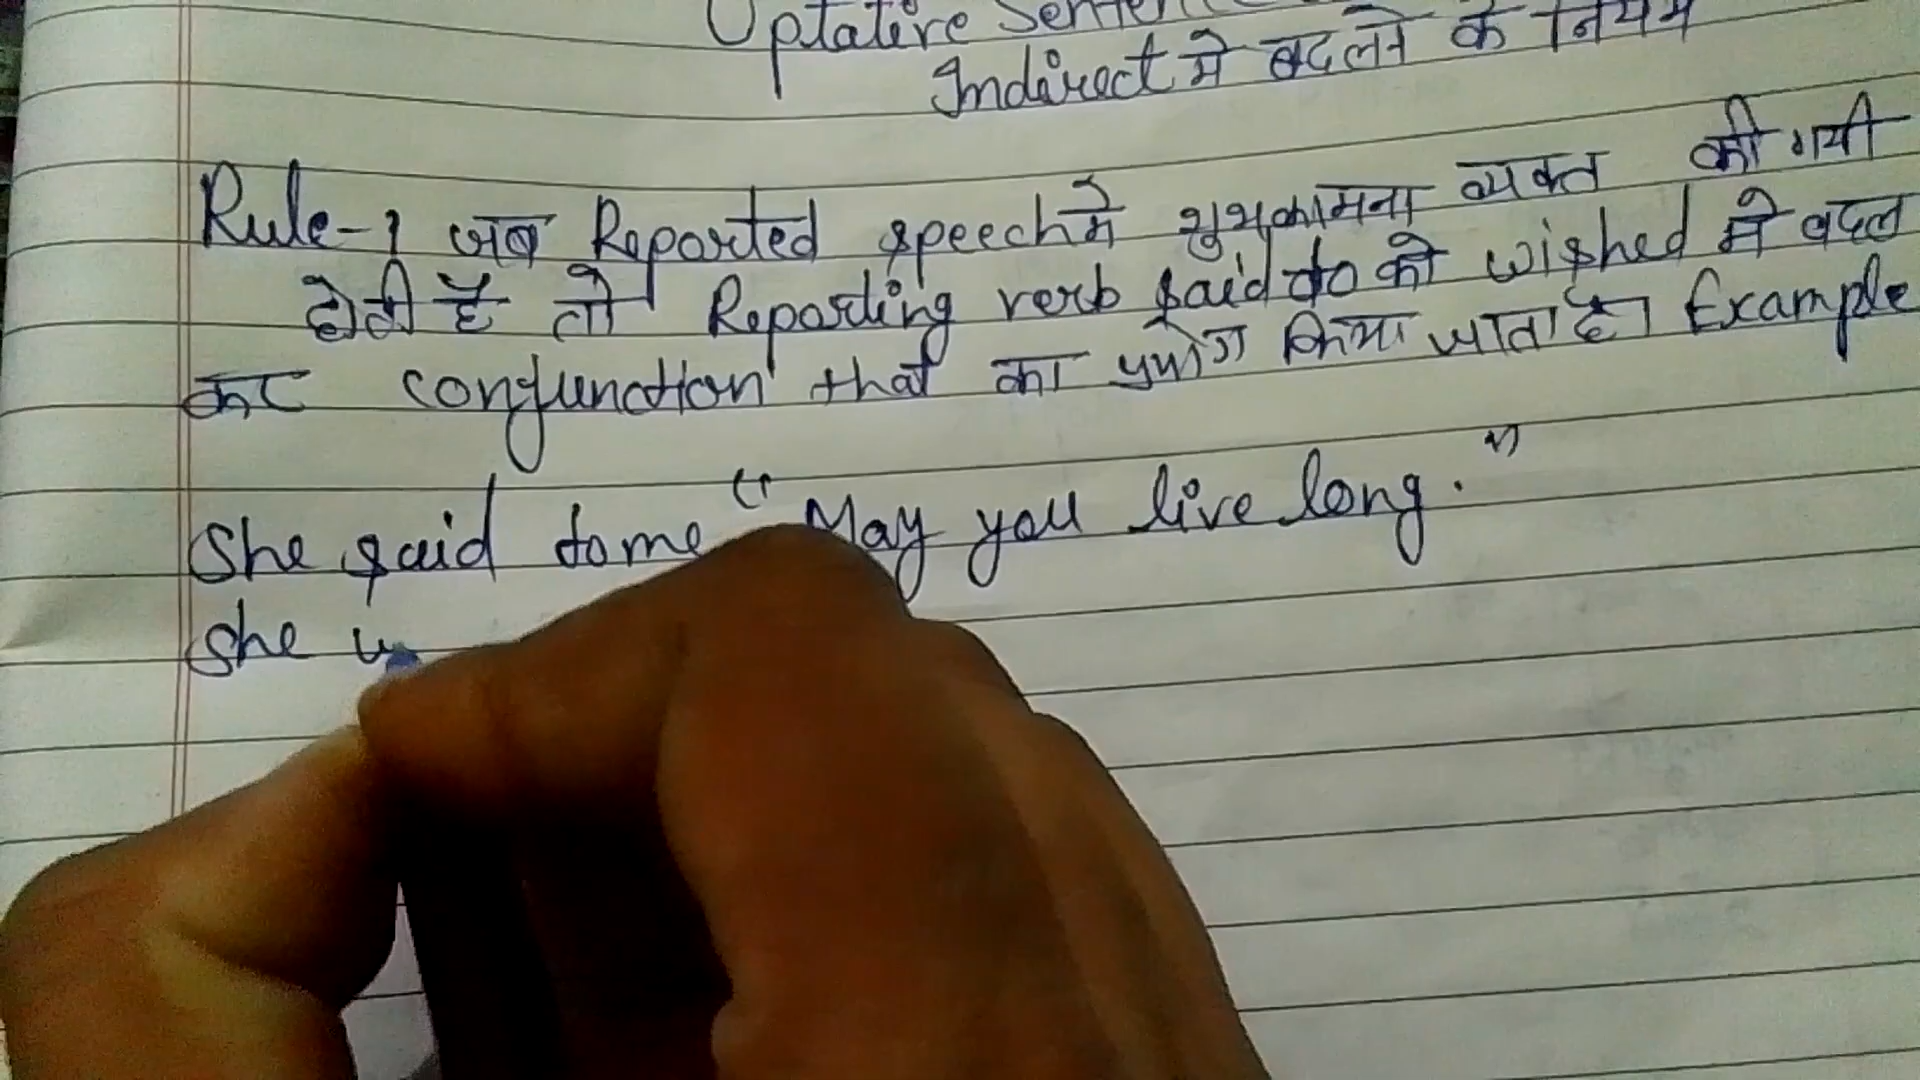 Optative Senten
Indirect मे बदलने के नियम
Rule-1 जब Reported speech मे शुभकामना व्यक्त की गयी
होती है तो Reporting verb said to को wished मे बदल
कर conjunction that का प्रयोग किया जाता है। Example
She said to me "May you live long."
She w